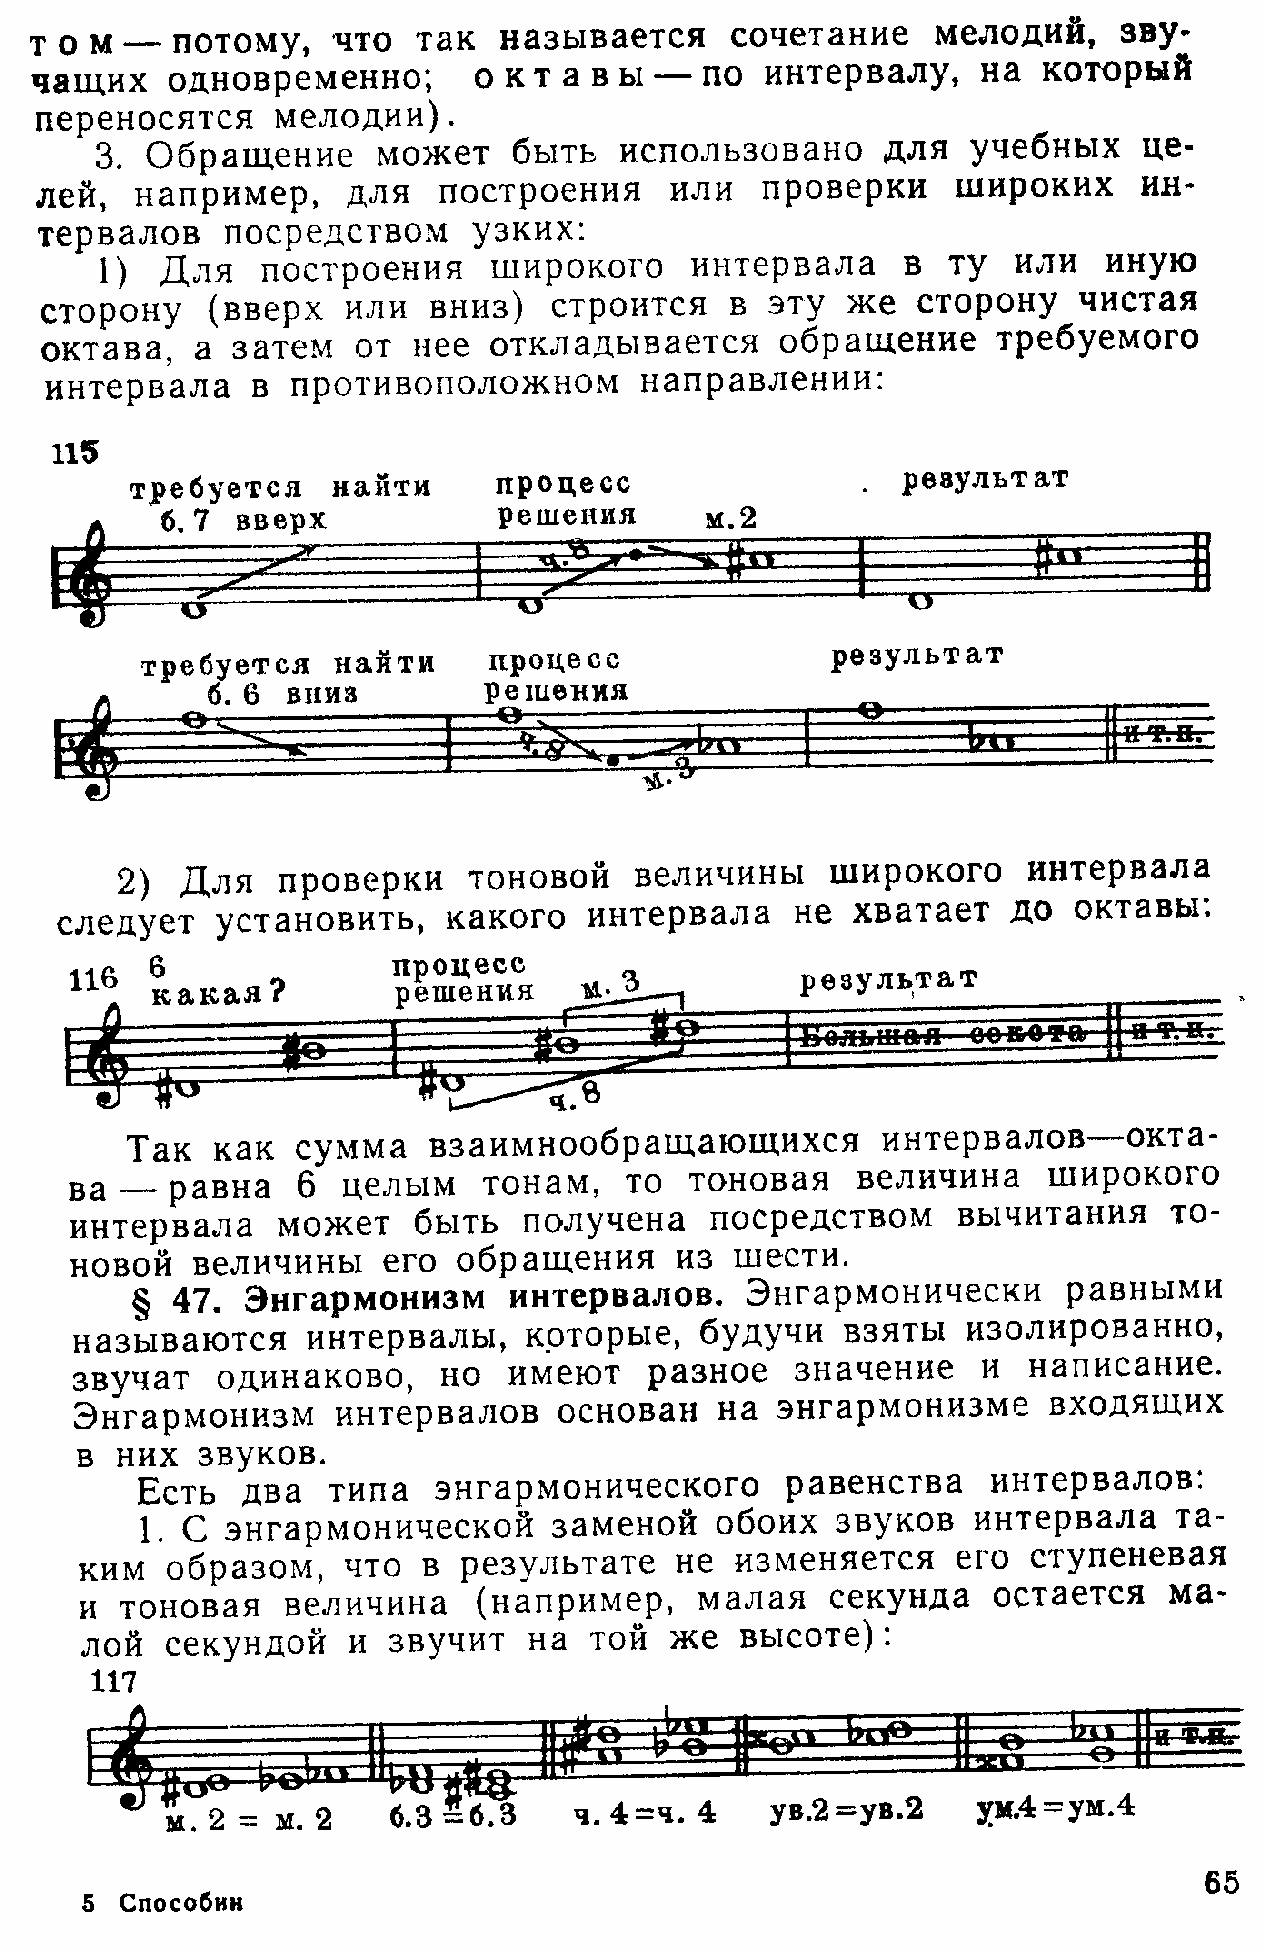 т о м — потому, что так называется сочетание мелодий, зву-
чащих одновременно; о к т а в ы — по интервалу, на который
переносятся мелодии).
3. Обращение может быть использовано для учебных це-
лей, например, для построения или проверки широких ин-
тервалов посредством узких:
1) Для построения широкого интервала в ту или иную
сторону (вверх или вниз) строится в эту же сторону чистая
октава, а затем от нее откладывается обращение требуемого
интервала в противоположном направлении:
115
требуется найти процесс результат
б. 7 вверх решения м.2
ч.8
требуется найти процесс результат
б. 6 вниз решения
ч.8 и т.п.
м.3
2) Для проверки тоновой величины широкого интервала
следует установить, какого интервала не хватает до октавы:
116 6 процесс
какая? решения м. 3 результат
Большая секста и т.п.
ч.8
Так как сумма взаимнообращающихся интервалов—окта-
ва — равна 6 целым тонам, то тоновая величина широкого
интервала может быть получена посредством вычитания то-
новой величины его обращения из шести.
§ 47. Энгармонизм интервалов. Энгармонически равными
называются интервалы, которые, будучи взяты изолированно,
звучат одинаково, но имеют разное значение и написание.
Энгармонизм интервалов основан на энгармонизме входящих
в них звуков.
Есть два типа энгармонического равенства интервалов:
1. С энгармонической заменой обоих звуков интервала та-
ким образом, что в результате не изменяется его ступеневая
и тоновая величина (например, малая секунда остается ма-
лой секундой и звучит на той же высоте):
117
и т.п.
м. 2 = м. 2 б.3 = б.3 ч. 4 = ч. 4 ув.2 = ув.2 ум.4 = ум.4
65
5 Способин